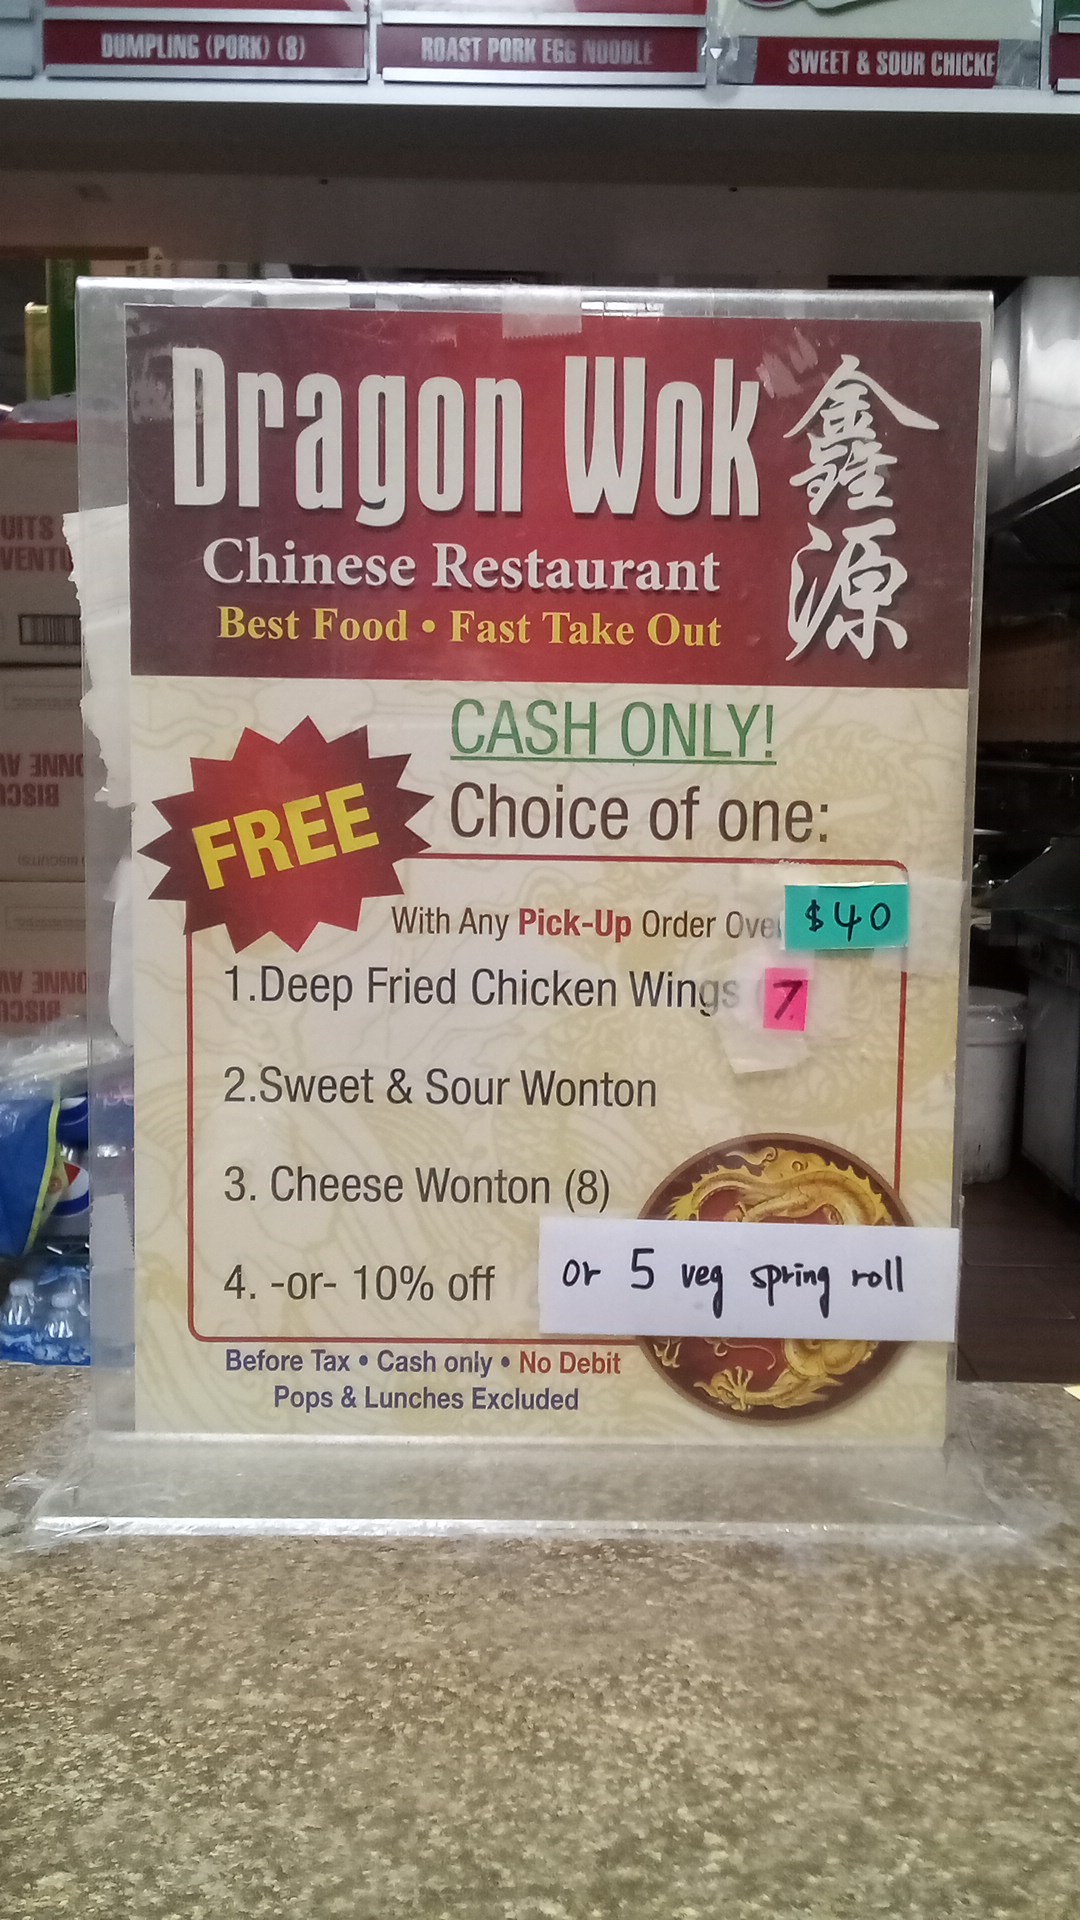 DUMPLING (PORK) (8)
ROAST PORK EGG NOODLE
SWEET & SOUR CHICKE
Dragon Wok
鑫源
Chinese Restaurant
Best Food • Fast Take Out
CASH ONLY!
FREE
Choice of one:
With Any Pick-Up Order Over $40
1.Deep Fried Chicken Wings 7
2.Sweet & Sour Wonton
3. Cheese Wonton (8)
4. -or- 10% off or 5 veg spring roll
Before Tax • Cash only • No Debit
Pops & Lunches Excluded